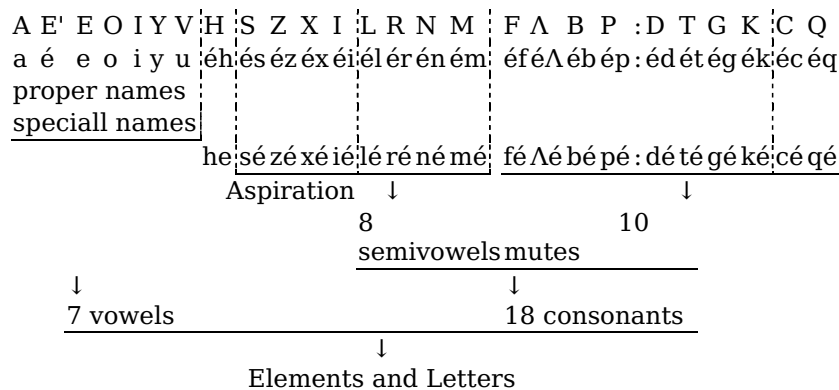 A E' E O I Y V H S Z X I L R N M F Λ B P :D T G K C Q
a é e o i y u éh és éz éx éi él ér én ém éf éΛ éb ép :éd ét ég ék éc éq
proper names
speciall names
he sé zé xé ié lé ré né mé fé Λé bé pé :dé té gé ké cé qé
Aspiration ↓ ↓
8 10
semivowels mutes
↓ ↓
7 vowels 18 consonants
↓
Elements and Letters